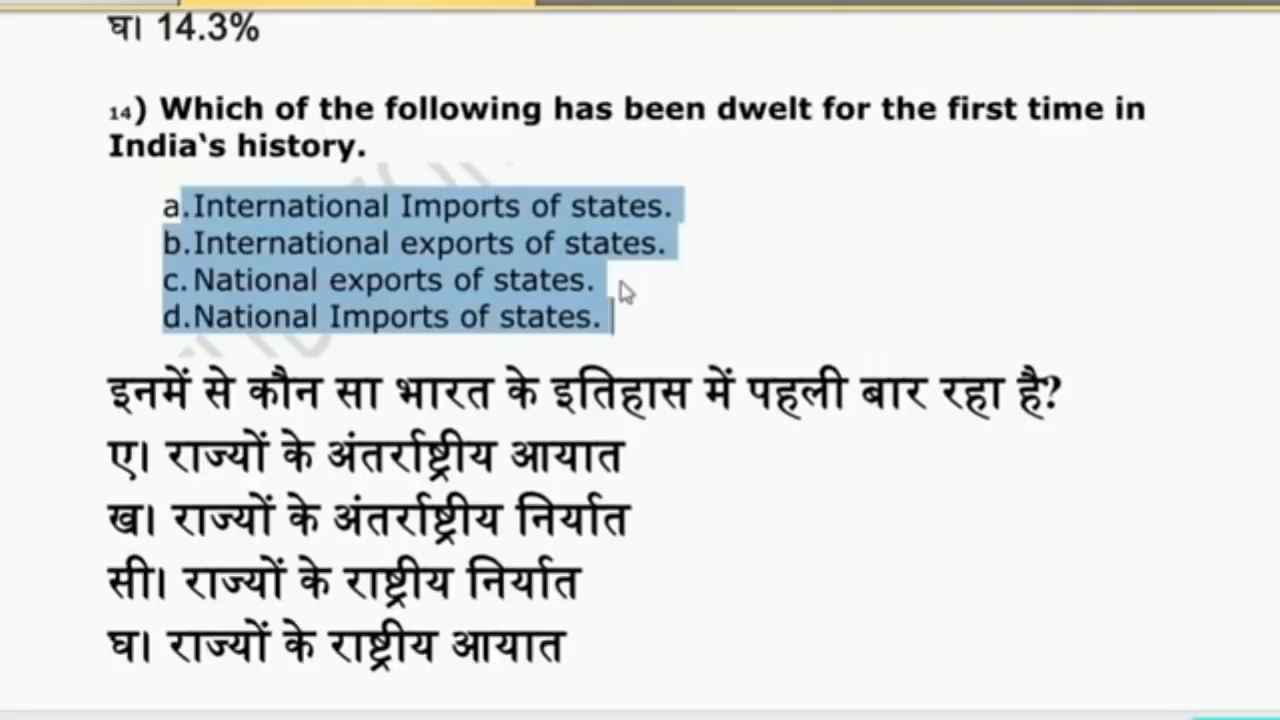 घ। 14.3%
14) Which of the following has been dwelt for the first time in
India‛s history.
a.International Imports of states.
b.International exports of states.
c. National exports of states.
d.National Imports of states.
इनमें से कौन सा भारत के इतिहास में पहली बार रहा है?
ए। राज्यों के अंतर्राष्ट्रीय आयात
ख। राज्यों के अंतर्राष्ट्रीय निर्यात
सी। राज्यों के राष्ट्रीय निर्यात
घ। राज्यों के राष्ट्रीय आयात